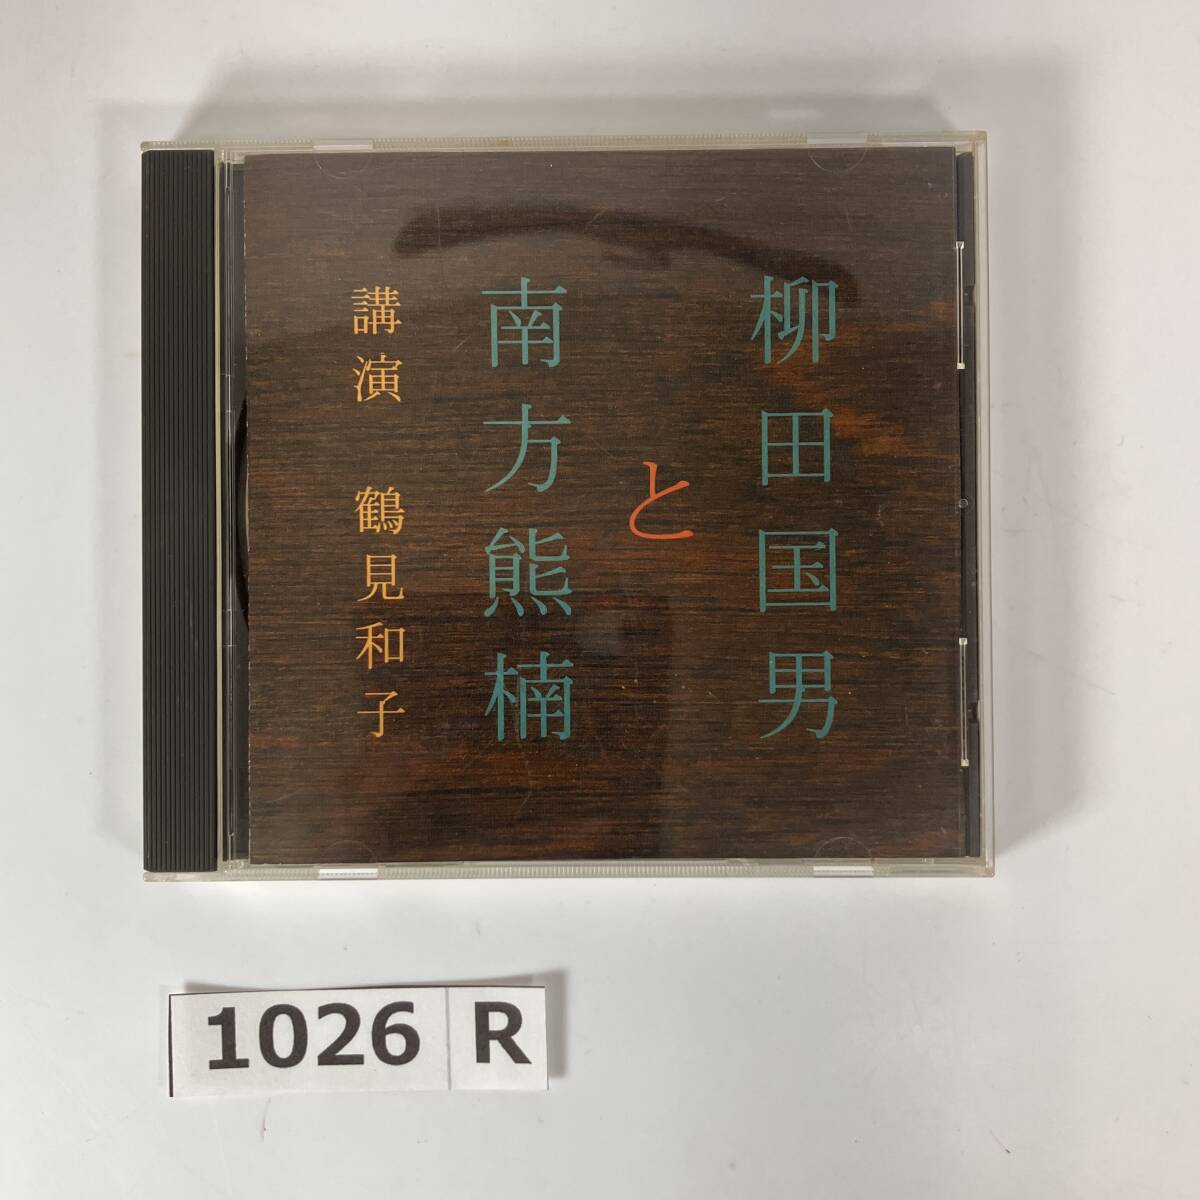 柳田国男
と
南方熊楠
講演 鶴見和子
1026 R